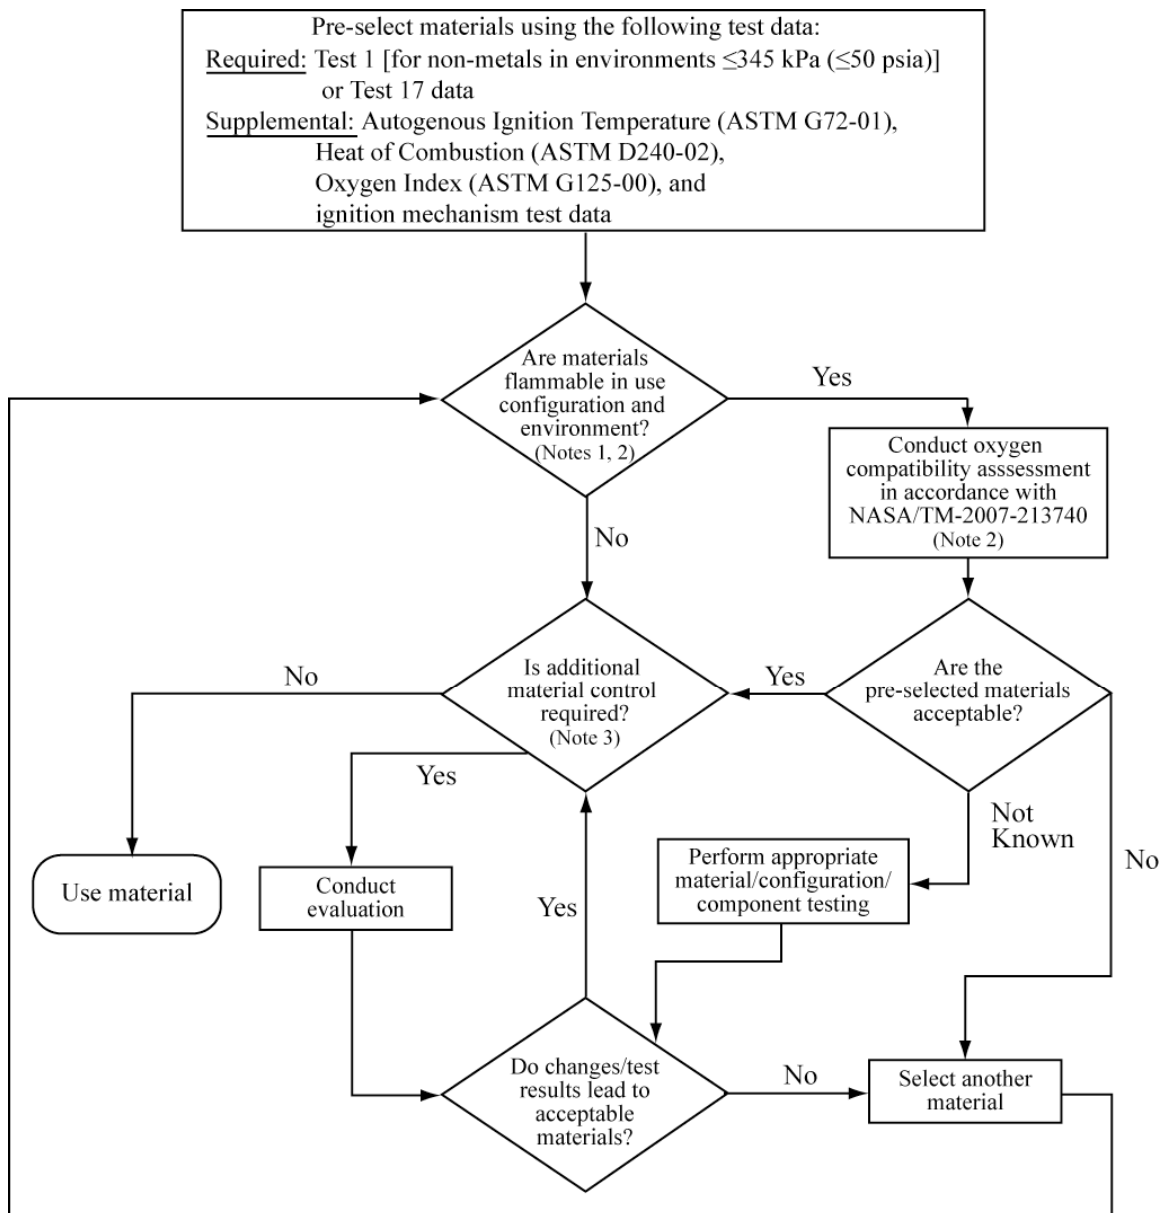 Pre-select materials using the following test data:
Required: Test 1 [for non-metals in environments ≤345 kPa (≤50 psia)]
or Test 17 data
Supplemental: Autogenous Ignition Temperature (ASTM G72-01),
Heat of Combustion (ASTM D240-02),
Oxygen Index (ASTM G125-00), and
ignition mechanism test data
Are materials
flammable in use
configuration and
environment?
(Notes 1, 2)
Yes
Conduct oxygen
compatibility asssessment
in accordance with
NASA/TM-2007-213740
(Note 2)
No
Is additional
material control
required?
(Note 3)
No
Yes
Yes
Are the
pre-selected materials
acceptable?
Not
Known
No
Use material
Conduct
evaluation
Yes
Perform appropriate
material/configuration/
component testing
Do changes/test
results lead to
acceptable
materials?
No
Select another
material